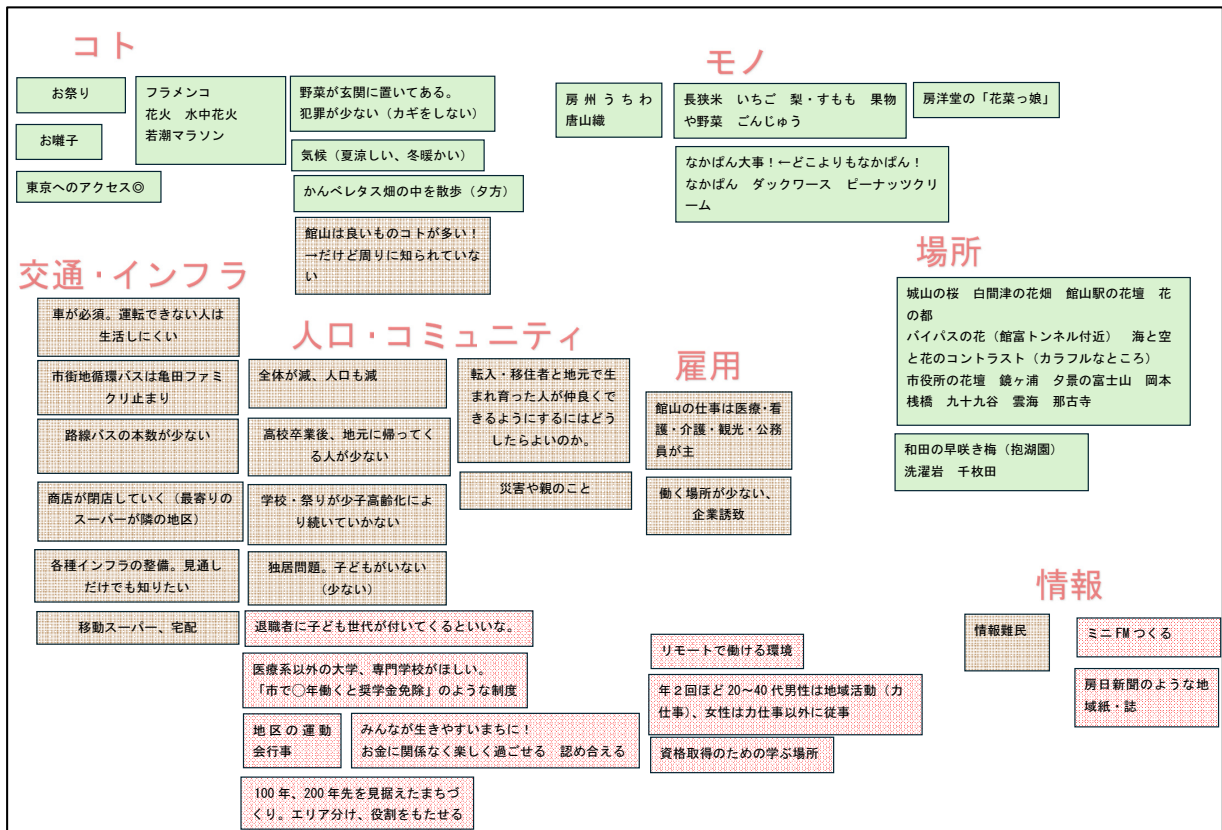 コト
お祭り
お囃子
東京へのアクセス◎
フラメンコ
花火　水中花火
若潮マラソン
野菜が玄関に置いてある。
犯罪が少ない（カギをしない）
気候（夏涼しい、冬暖かい）
かんべレタス畑の中を散歩（夕方）
館山は良いものコトが多い！
→だけど周りに知られていな
い
モノ
房州うちわ
唐山織
長狭米　いちご　梨・すもも　果物
や野菜　ごんじゅう
房洋堂の「花菜っ娘」
なかぱん大事！←どこよりもなかぱん！
なかぱん　ダックワース　ピーナッツクリ
ーム
場所
城山の桜　白間津の花畑　館山駅の花壇　花
の都
バイパスの花（館富トンネル付近）　海と空
と花のコントラスト（カラフルなところ）
市役所の花壇　鏡ヶ浦　夕景の富士山　岡本
桟橋　九十九谷　雲海　那古寺
和田の早咲き梅（抱湖園）
洗濯岩　千枚田
交通・インフラ
車が必須。運転できない人は
生活しにくい
市街地循環バスは亀田ファミ
クリ止まり
路線バスの本数が少ない
商店が閉店していく（最寄りの
スーパーが隣の地区）
各種インフラの整備。見通し
だけでも知りたい
移動スーパー、宅配
人口・コミュニティ
全体が減、人口も減
高校卒業後、地元に帰ってく
る人が少ない
学校・祭りが少子高齢化によ
り続いていかない
独居問題。子どもがいない
（少ない）
転入・移住者と地元で生
まれ育った人が仲良くで
きるようにするにはどう
したらよいのか。
災害や親のこと
退職者に子ども世代が付いてくるといいな。
医療系以外の大学、専門学校がほしい。
「市で〇年働くと奨学金免除」のような制度
地区の運動
会行事
みんなが生きやすいまちに！
お金に関係なく楽しく過ごせる　認め合える
100年、200年先を見据えたまちづ
くり。エリア分け、役割をもたせる
雇用
館山の仕事は医療・看
護・介護・観光・公務
員が主
働く場所が少ない、
企業誘致
リモートで働ける環境
年２回ほど20～40代男性は地域活動（力
仕事）、女性は力仕事以外に従事
資格取得のための学ぶ場所
情報
情報難民
ミニFMつくる
房日新聞のような地
域紙・誌